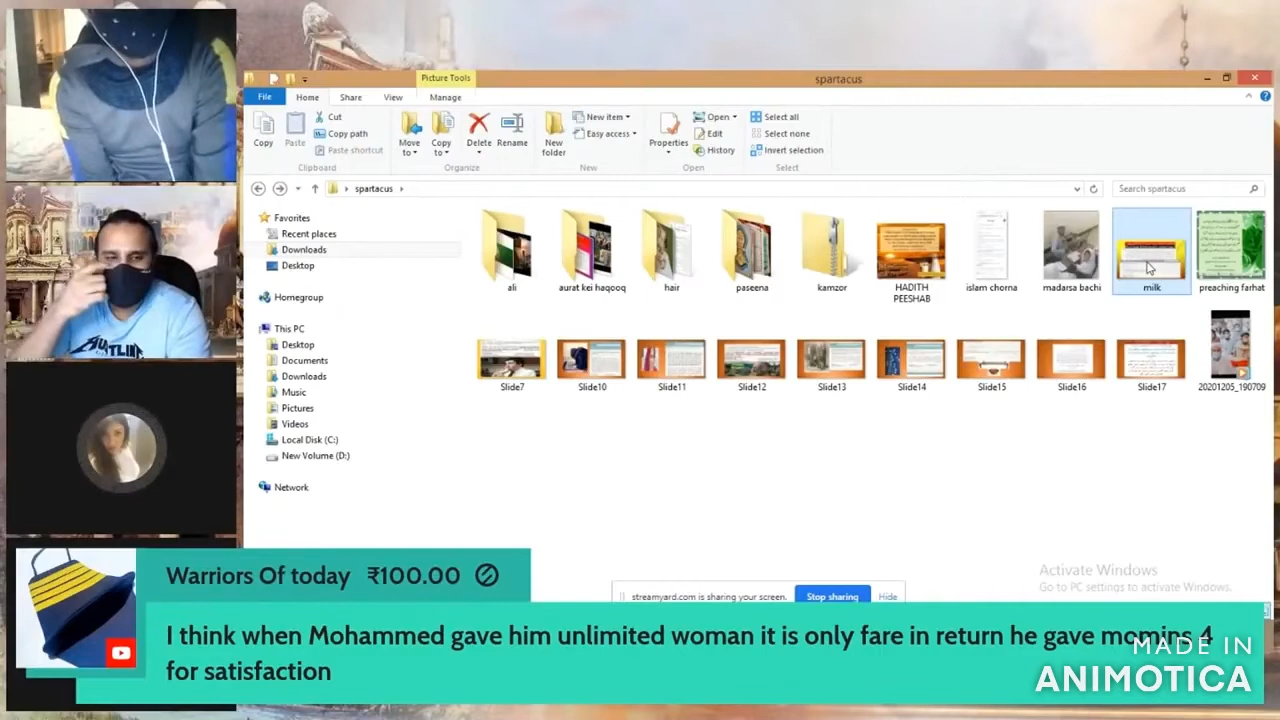 Picture Tools
spartacus
File Home Share View Manage
Copy
Paste
Cut
Copy path
Paste shortcut
Clipboard
Move to
Copy to
Delete
Rename
Organize
New folder
New item
Easy access
New
Properties
Open
Edit
History
Open
Select all
Select none
Invert selection
Select
spartacus
Search spartacus
Favorites
Recent places
Downloads
Desktop
Homegroup
This PC
Desktop
Documents
Downloads
Music
Pictures
Videos
Local Disk (C:)
New Volume (D:)
Network
ali
aurat kei haqooq
hair
paseena
kamzor
HADITH PEESHAB
islam chorna
madarsa bachi
milk
preaching farhat
Slide7
Slide10
Slide11
Slide12
Slide13
Slide14
Slide15
Slide16
Slide17
20201205_190709
Activate Windows
Go to PC settings to activate Windows.
streamyard.com is sharing your screen.
Stop sharing
Hide
Warriors Of today ₹100.00
I think when Mohammed gave him unlimited woman it is only fare in return he gave 4
for satisfaction
MADE IN
ANIMOTICA